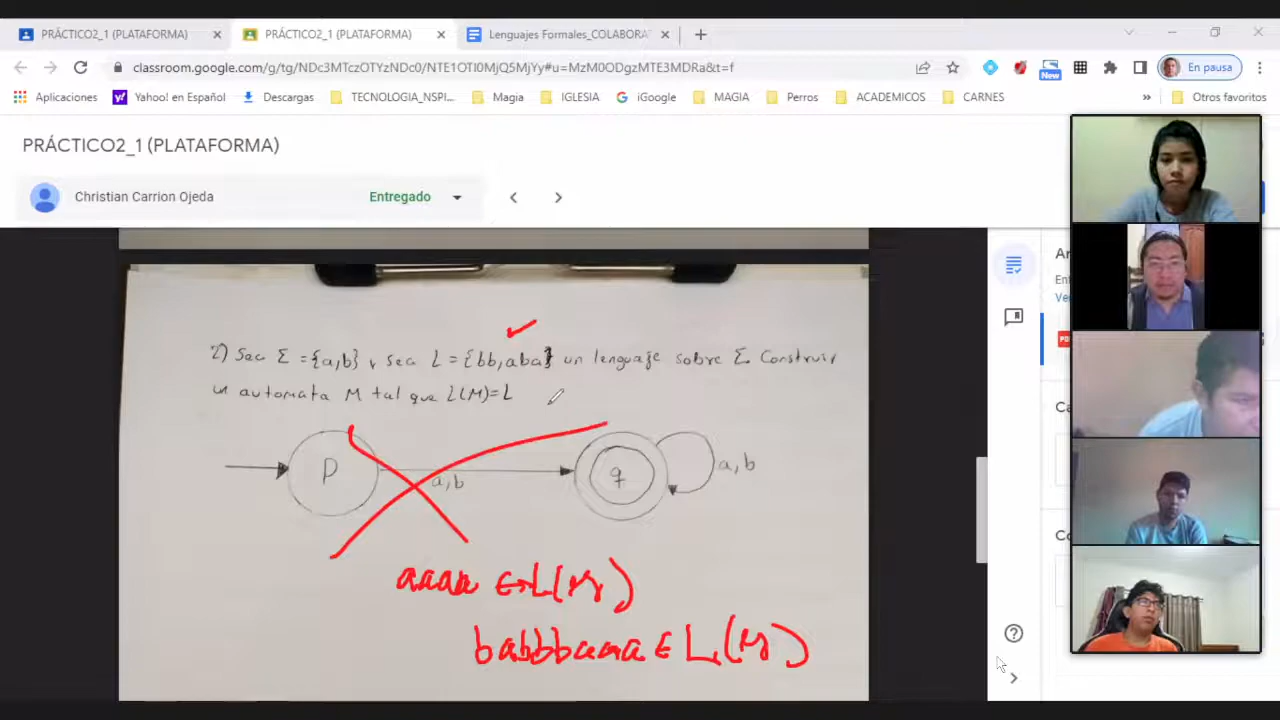 PRÁCTICO2_1 (PLATAFORMA)
PRÁCTICO2_1 (PLATAFORMA)
Lenguajes Formales_COLABORA
classroom.google.com/g/tg/NDc3MTczOTYzNDc0/NTE1OTI0MjQ5MjYy#u=MzM0ODgzMTE3MDRa&t=f
New
En pausa
Aplicaciones
Yahoo! en Español
Descargas
TECNOLOGIA_NSPI...
Magia
IGLESIA
iGoogle
MAGIA
Perros
ACADEMICOS
CARNES
»
Otros favoritos
PRÁCTICO2_1 (PLATAFORMA)
Christian Carrion Ojeda
Entregado
2) Sea Σ = {a,b} y sea L = {bb, aba} un lenguaje sobre Σ Construir
un automata M tal que L(M)=L
P
a,b
q
a,b
aaaa ∈ L(M)
babbbaaa ∈ L(M)